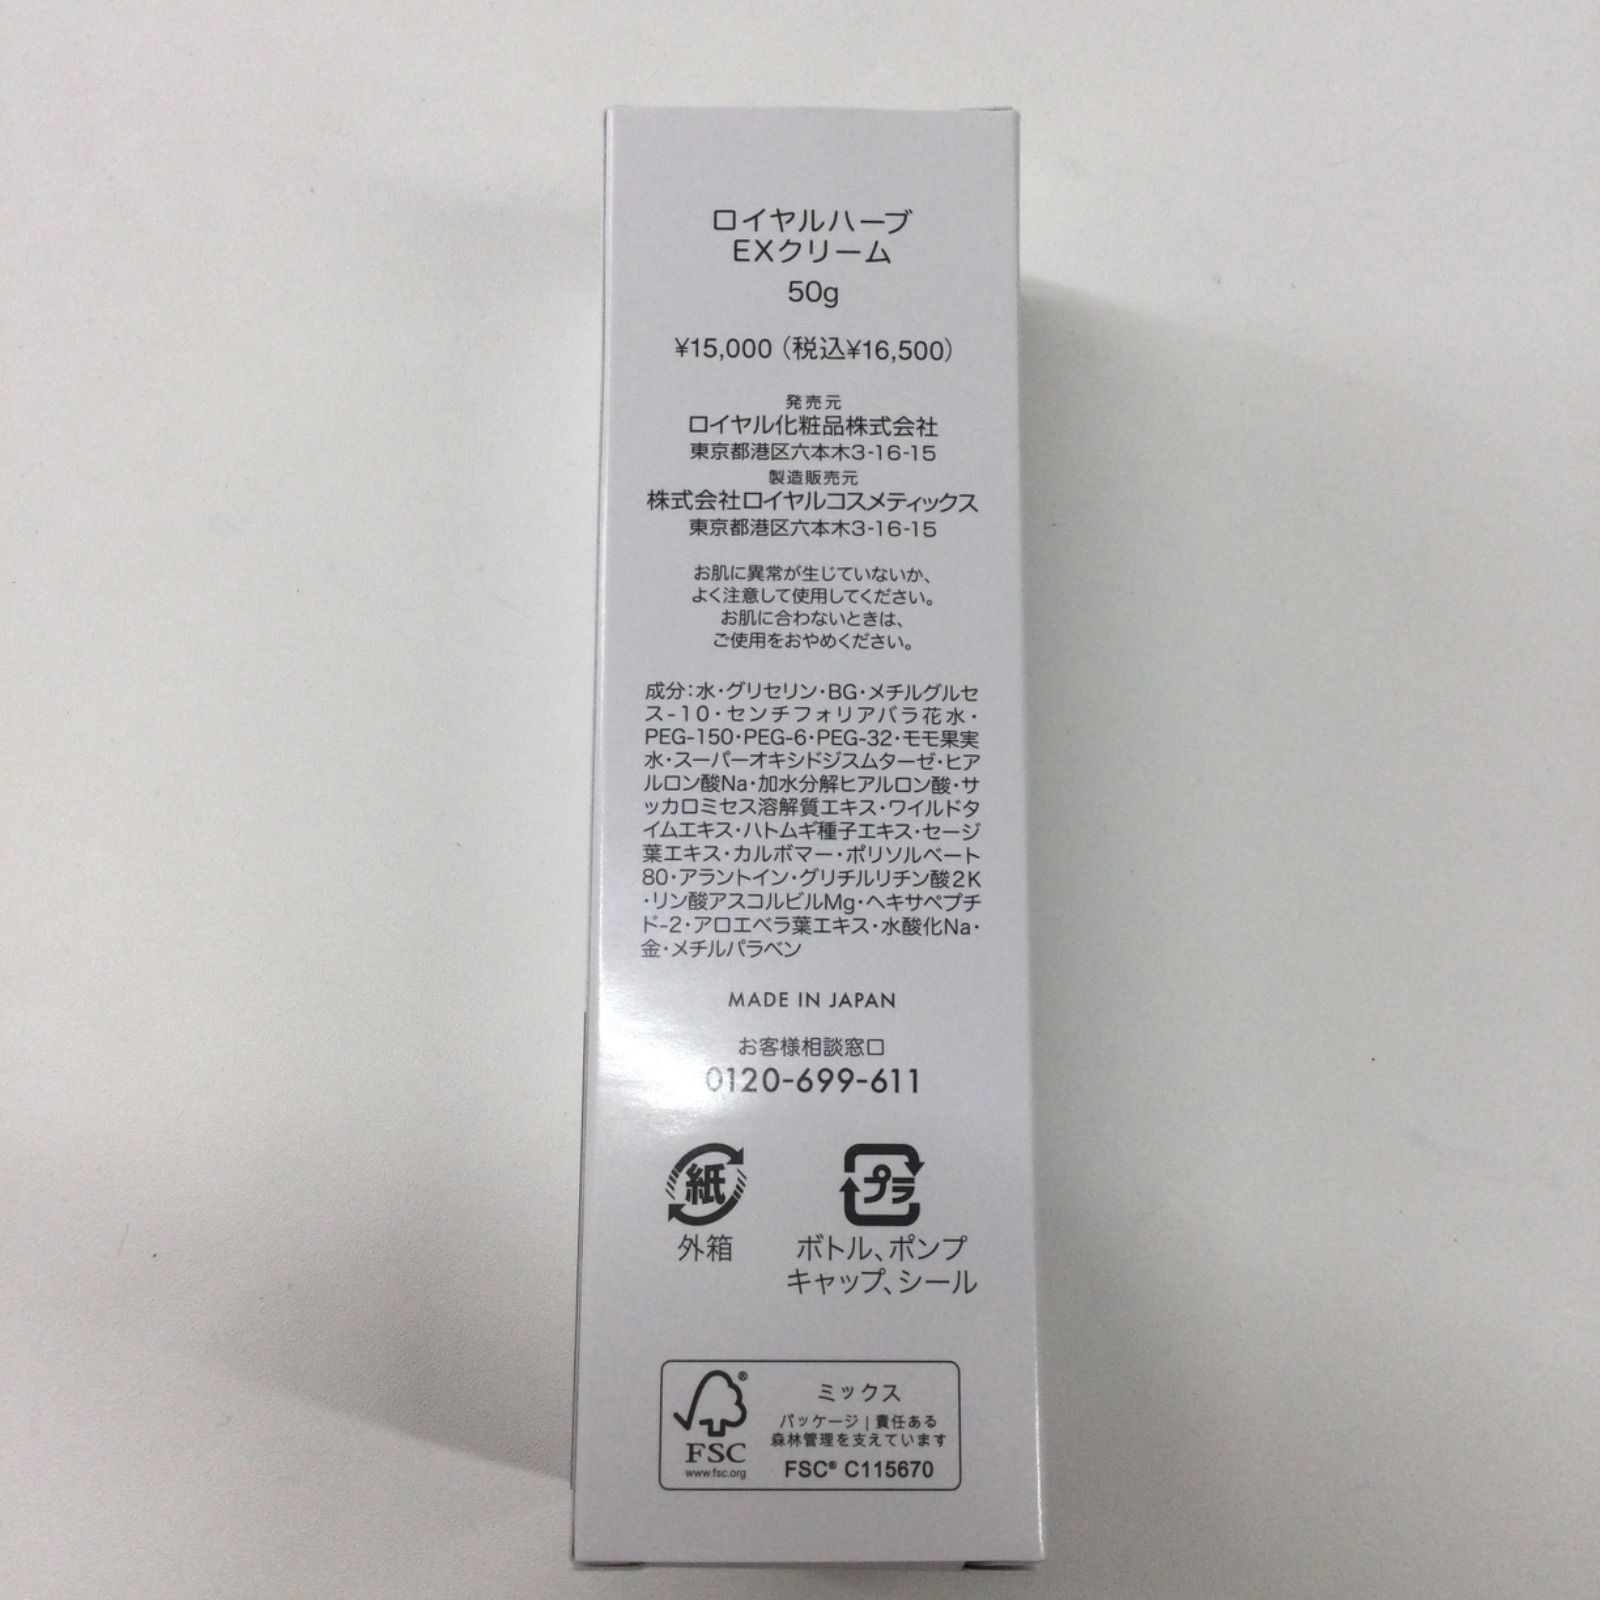 ロイヤルハーブ
EXクリーム
50g
¥15,000（税込¥16,500）
発売元
ロイヤル化粧品株式会社
東京都港区六本木3-16-15
製造販売元
株式会社ロイヤルコスメティックス
東京都港区六本木3-16-15
お肌に異常が生じていないか、
よく注意して使用してください。
お肌に合わないときは、
ご使用をおやめください。
成分：水・グリセリン・BG・メチルグルセ
ス-10・センチフォリアバラ花水・
PEG-150・PEG-6・PEG-32・モモ果実
水・スーパーオキシドジスムターゼ・ヒア
ルロン酸Na・加水分解ヒアルロン酸・サ
ッカロミセス溶解質エキス・ワイルドタ
イムエキス・ハトムギ種子エキス・セージ
葉エキス・カルボマー・ポリソルベート
80・アラントイン・グリチルリチン酸2K
・リン酸アスコルビルMg・ヘキサペプチ
ド-2・アロエベラ葉エキス・水酸化Na・
金・メチルパラベン
MADE IN JAPAN
お客様相談窓口
0120-699-611
紙
外箱
プラ
ボトル、ポンプ
キャップ、シール
FSC®
www.fsc.org
ミックス
パッケージ | 責任ある
森林管理を支えています
FSC® C115670